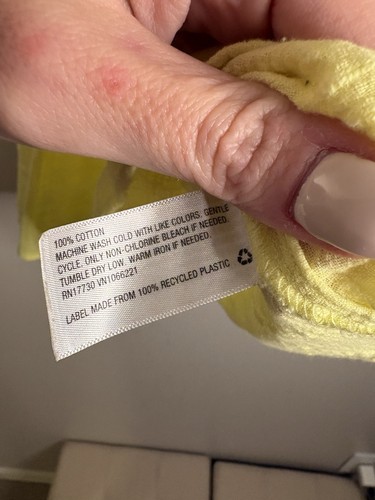 100% COTTON
MACHINE WASH COLD WITH LIKE COLORS. GENTLE
CYCLE. ONLY NON-CHLORINE BLEACH IF NEEDED.
TUMBLE DRY LOW. WARM IRON IF NEEDED.
RN17730 VN1066221
LABEL MADE FROM 100% RECYCLED PLASTIC